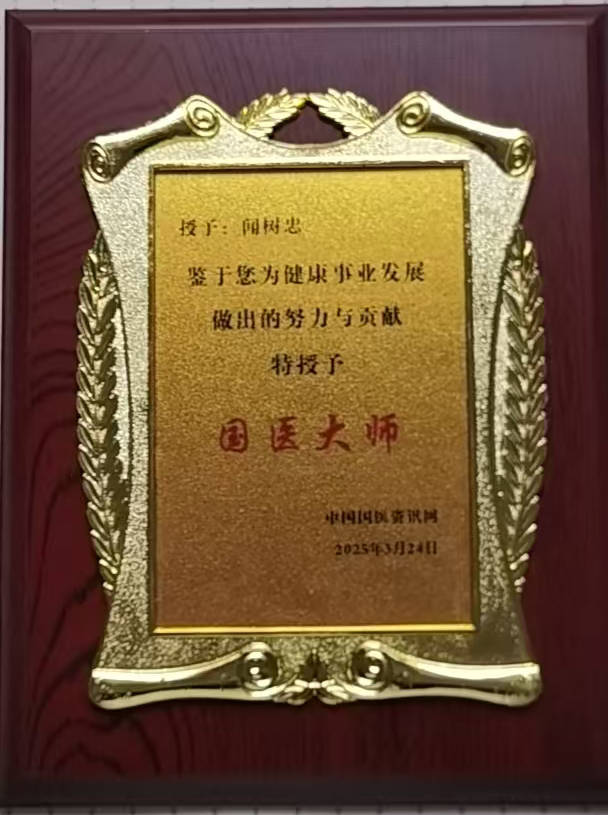 授予：闻树忠
鉴于您为健康事业发展
做出的努力与贡献
特授予
国医大师
中国国医资讯网
2025年3月24日